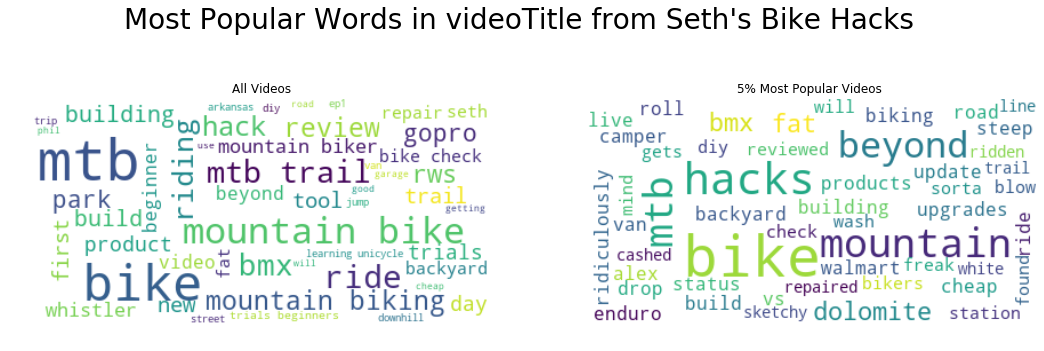 Most Popular Words in videoTitle from Seth's Bike Hacks
All Videos
arkansas diy road ep1
building repair seth
trip phil
hack review gopro
mtb
riding
use mountain biker
bike check
beginner
mtb trail van garage rws
park
beyond tool good jump trail
getting
build
mountain bike
first
product
learning unicycle trials
video fat bmx will ride backyard
bike
cheap
whistler new mountain biking day
street trials beginners downhill
5% Most Popular Videos
roll will biking road line
live bmx fat steep
camper diy beyond
gets reviewed ridden
mtb hacks update trail
mind products sorta blow
ridiculously
backyard building upgrades
van check wash
bike mountain ride
cashed walmart freak white found
alex status repaired bikers cheap
drop build vs
enduro sketchy dolomite station